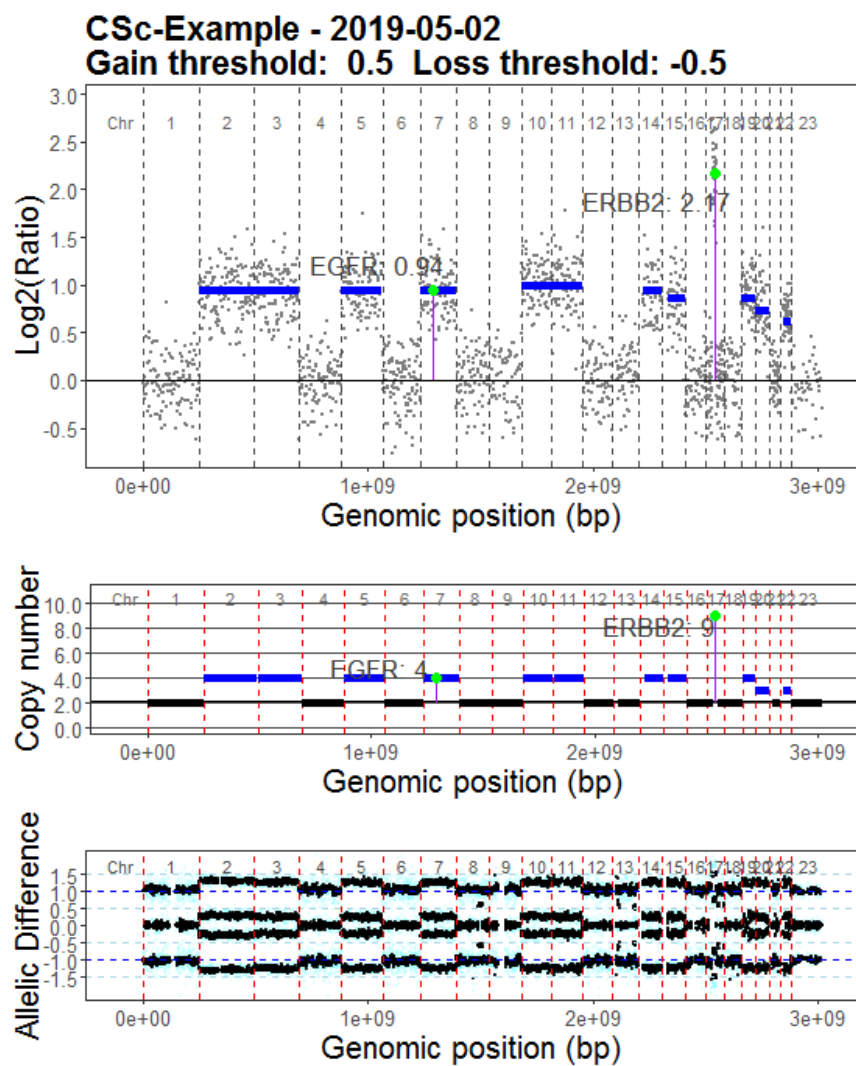 CSc-Example - 2019-05-02
Gain threshold:  0.5  Loss threshold: -0.5
Log2(Ratio)
3.0
2.5
2.0
1.5
1.0
0.5
0.0
-0.5
Chr 1 2 3 4 5 6 7 8 9 10 11 12 13 14 15 16 17 18 19 20 21 22 23
ERBB2: 2.17
EGFR: 0.94
0e+00 1e+09 2e+09 3e+09
Genomic position (bp)
Copy number
10.0
8.0
6.0
4.0
2.0
0.0
Chr 1 2 3 4 5 6 7 8 9 10 11 12 13 14 15 16 17 18 19 20 21 22 23
ERBB2: 9
EGFR: 4
0e+00 1e+09 2e+09 3e+09
Genomic position (bp)
Allelic Difference
1.5
1.0
0.5
0.0
-0.5
-1.0
-1.5
Chr 1 2 3 4 5 6 7 8 9 10 11 12 13 14 15 16 17 18 19 20 21 22 23
0e+00 1e+09 2e+09 3e+09
Genomic position (bp)